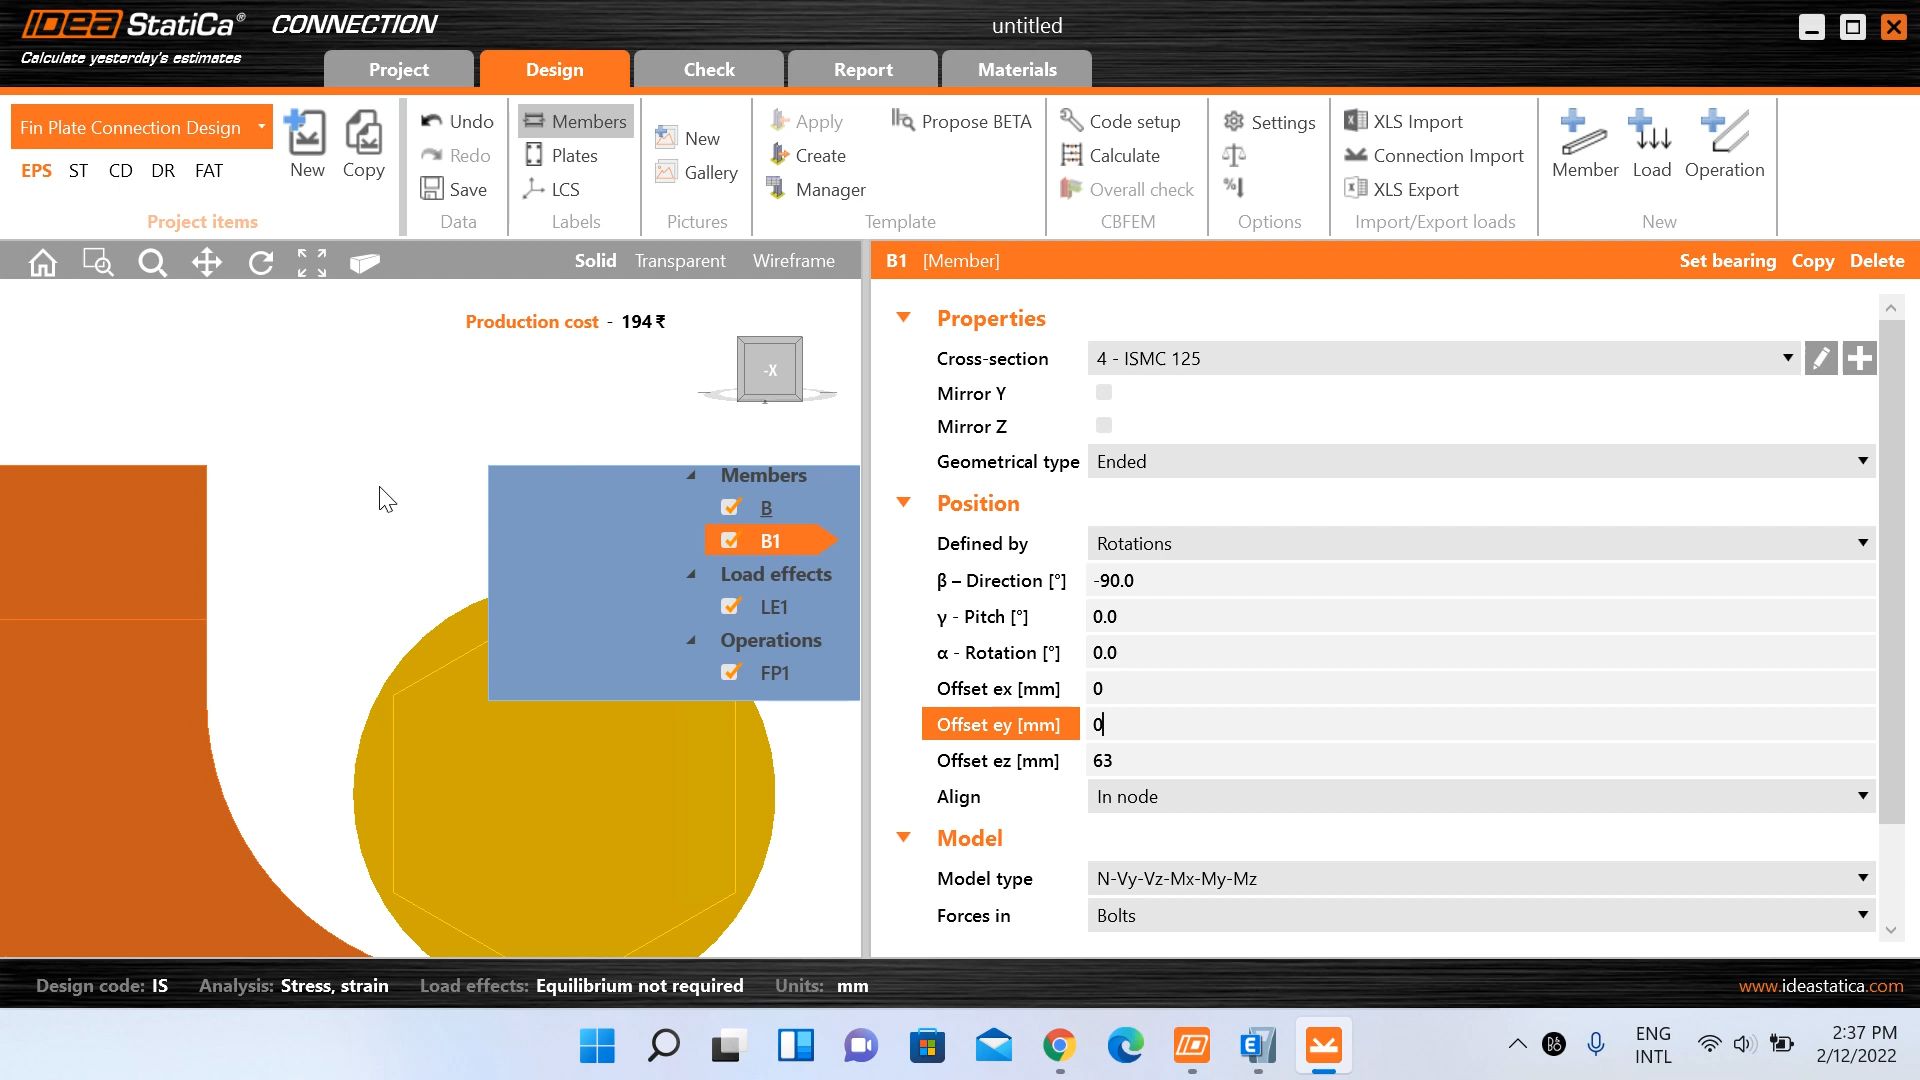 IDEA StatiCa® CONNECTION
untitled
Calculate yesterday's estimates
Project Design Check Report Materials
Fin Plate Connection Design
EPS ST CD DR FAT
New Copy
Project items
Undo
Redo
Save
Data
Members
Plates
LCS
Labels
New
Gallery
Pictures
Apply Propose BETA
Create
Manager
Template
Code setup
Calculate
Overall check
CBFEM
Settings
Options
XLS Import
Connection Import
XLS Export
Import/Export loads
Member Load Operation
New
Solid Transparent Wireframe
B1 [Member] Set bearing Copy Delete
Production cost - 194 ₹
-X
Members
B
B1
Load effects
LE1
Operations
FP1
Properties
Cross-section 4 - ISMC 125
Mirror Y
Mirror Z
Geometrical type Ended
Position
Defined by Rotations
β – Direction [°] -90.0
γ - Pitch [°] 0.0
α - Rotation [°] 0.0
Offset ex [mm] 0
Offset ey [mm] 0
Offset ez [mm] 63
Align In node
Model
Model type N-Vy-Vz-Mx-My-Mz
Forces in Bolts
Design code: IS Analysis: Stress, strain Load effects: Equilibrium not required Units: mm
www.ideastatica.com
ENG
INTL
2:37 PM
2/12/2022